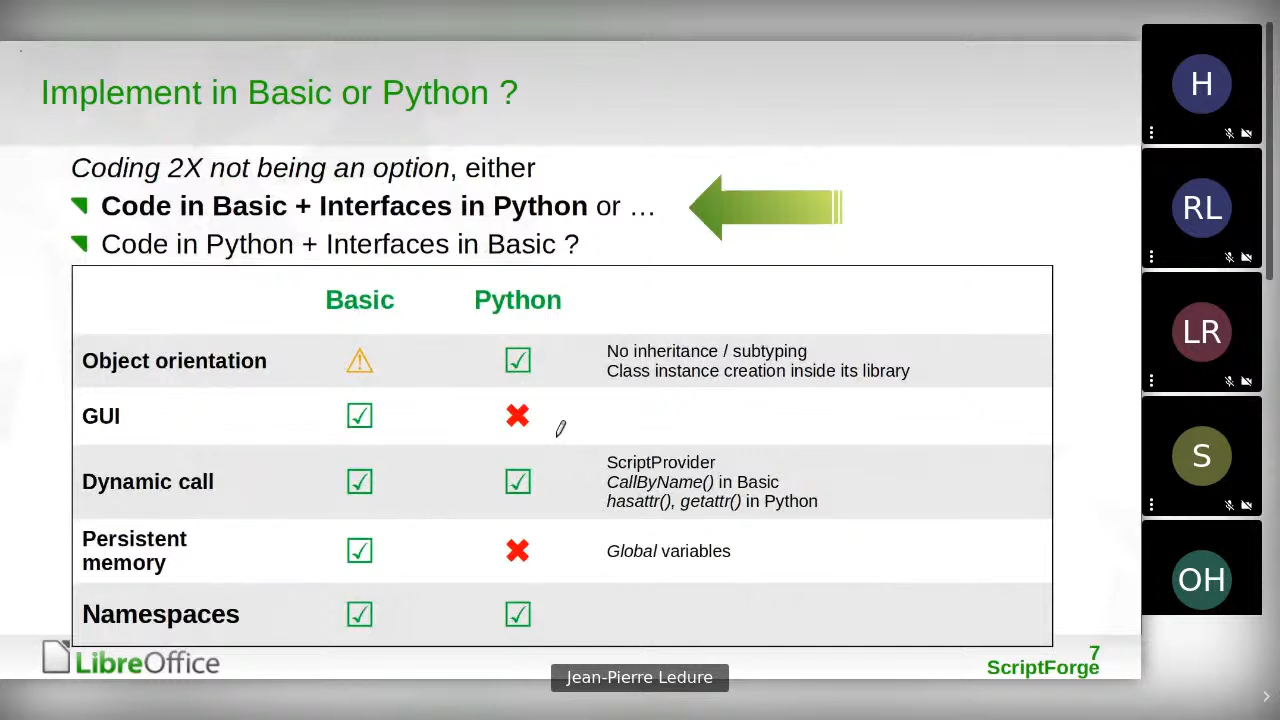 Implement in Basic or Python ?
Coding 2X not being an option, either
Code in Basic + Interfaces in Python or …
Code in Python + Interfaces in Basic ?
Basic Python
Object orientation
No inheritance / subtyping
Class instance creation inside its library
GUI
Dynamic call
ScriptProvider
CallByName() in Basic
hasattr(), getattr() in Python
Persistent
memory
Global variables
Namespaces
LibreOffice
7
ScriptForge
Jean-Pierre Ledure
H
RL
LR
S
OH